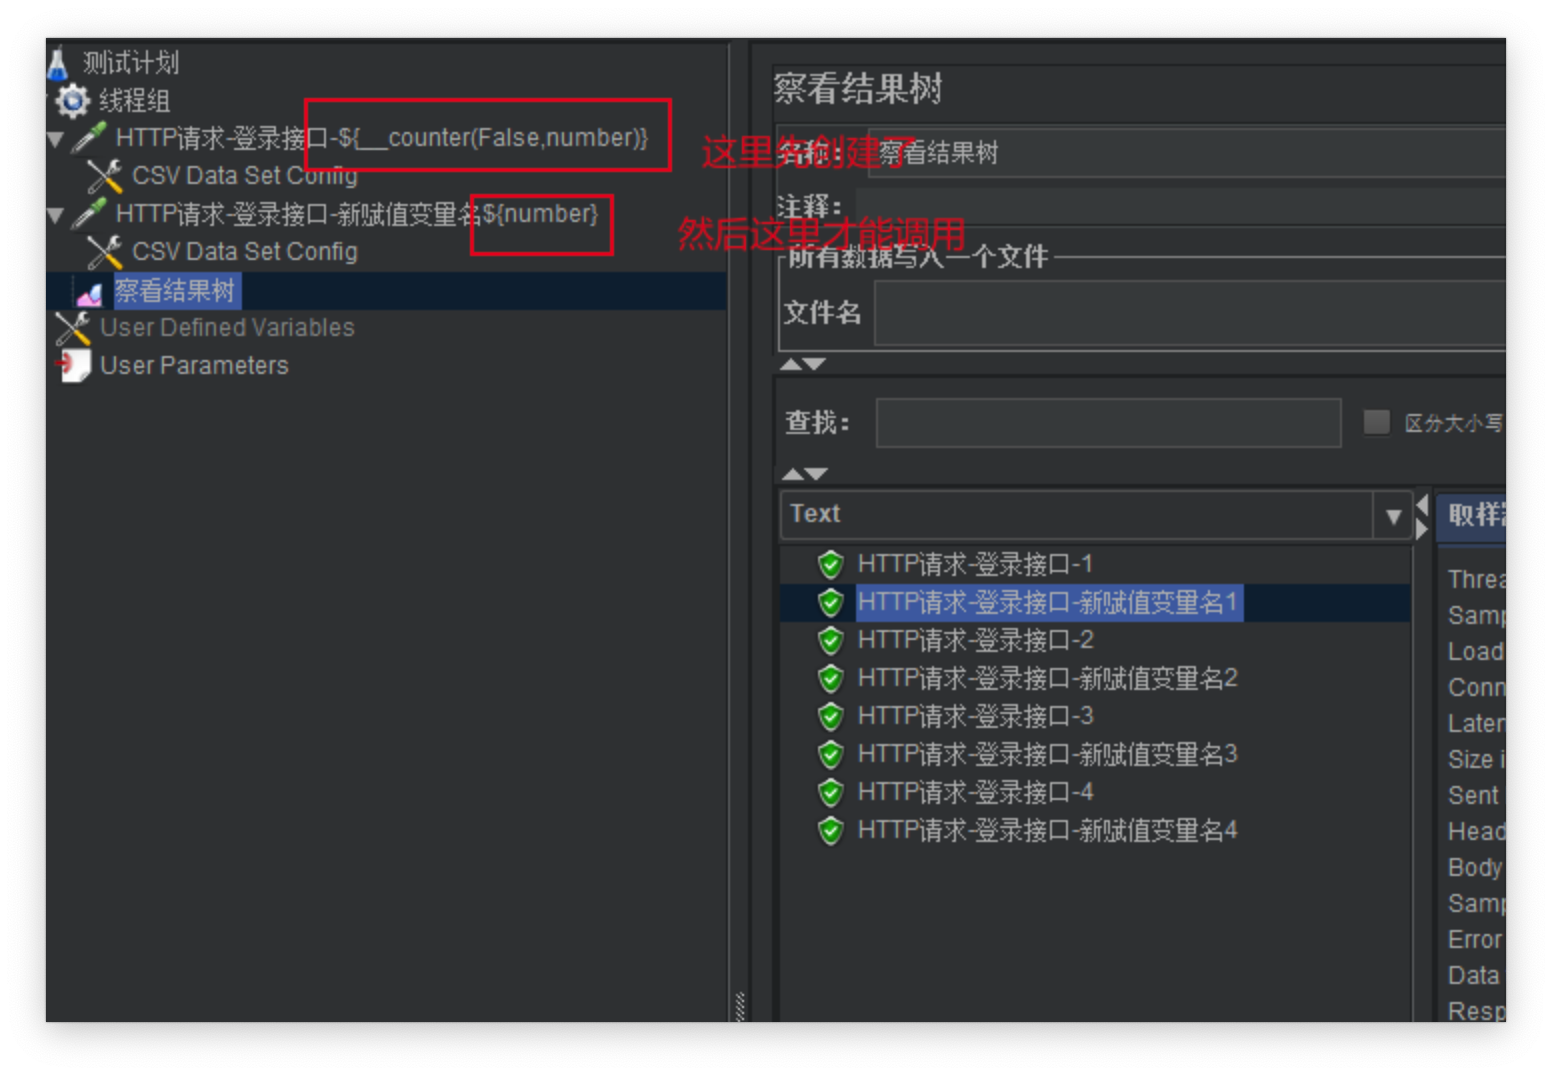 测试计划
线程组
HTTP请求-登录接口-${__counter(False,number)}
CSV Data Set Config
HTTP请求-登录接口-新赋值变量名${number}
CSV Data Set Config
察看结果树
User Defined Variables
User Parameters
这里先创建了
然后这里才能调用
察看结果树
名称: 察看结果树
注释:
所有数据写入一个文件
文件名
查找: 区分大小写
Text
取样
HTTP请求-登录接口-1
HTTP请求-登录接口-新赋值变量名1
HTTP请求-登录接口-2
HTTP请求-登录接口-新赋值变量名2
HTTP请求-登录接口-3
HTTP请求-登录接口-新赋值变量名3
HTTP请求-登录接口-4
HTTP请求-登录接口-新赋值变量名4
Threa
Samp
Load
Conn
Laten
Size i
Sent
Head
Body
Samp
Error
Data
Resp